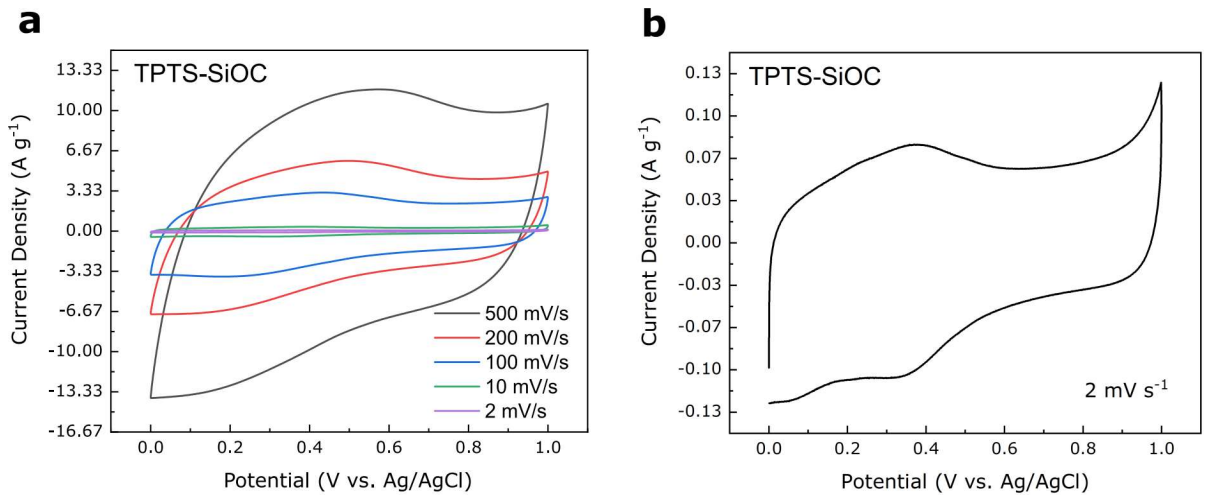 a
TPTS-SiOC
Current Density (A g⁻¹)
13.33
10.00
6.67
3.33
0.00
-3.33
-6.67
-10.00
-13.33
-16.67
500 mV/s
200 mV/s
100 mV/s
10 mV/s
2 mV/s
0.0 0.2 0.4 0.6 0.8 1.0
Potential (V vs. Ag/AgCl)
b
TPTS-SiOC
Current Density (A g⁻¹)
0.13
0.10
0.07
0.03
0.00
-0.03
-0.07
-0.10
-0.13
2 mV s⁻¹
0.0 0.2 0.4 0.6 0.8 1.0
Potential (V vs. Ag/AgCl)